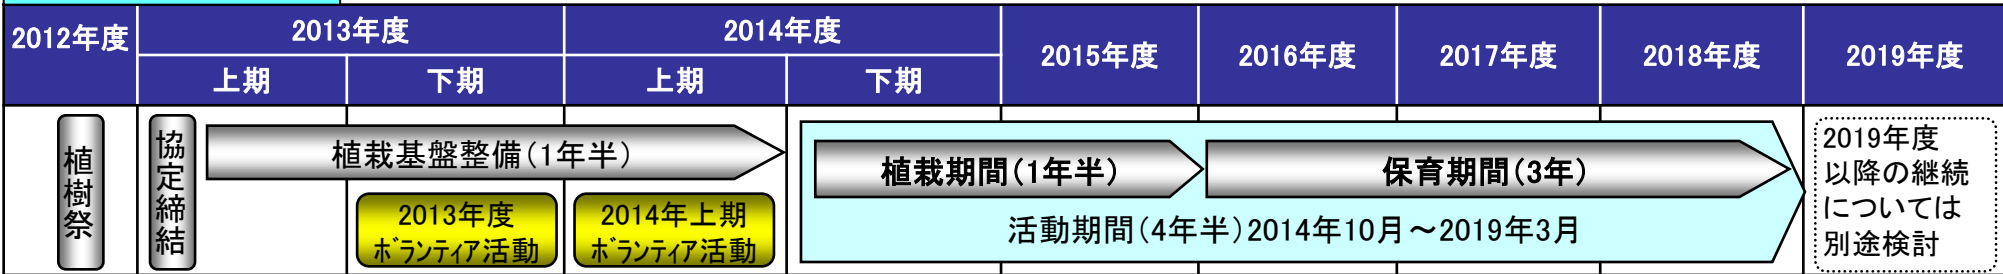 2012年度
2013年度
2014年度
2015年度
2016年度
2017年度
2018年度
2019年度
上期
下期
上期
下期
植樹祭
協定締結
植栽基盤整備(1年半)
2013年度
ﾎﾞﾗﾝﾃｨｱ活動
2014年上期
ﾎﾞﾗﾝﾃｨｱ活動
植栽期間(1年半)
保育期間(3年)
活動期間(4年半)2014年10月~2019年3月
2019年度
以降の継続
については
別途検討